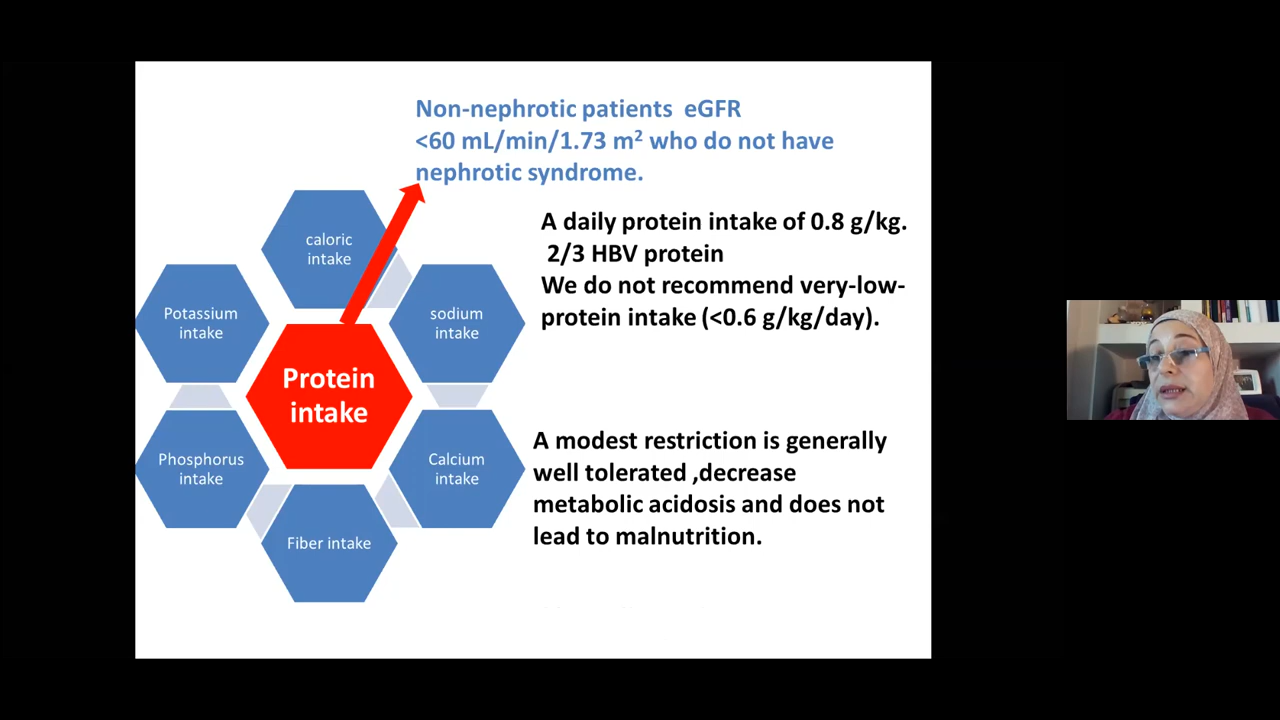 Non-nephrotic patients eGFR
<60 mL/min/1.73 m² who do not have
nephrotic syndrome.
A daily protein intake of 0.8 g/kg.
2/3 HBV protein
We do not recommend very-low-
protein intake (<0.6 g/kg/day).
A modest restriction is generally
well tolerated ,decrease
metabolic acidosis and does not
lead to malnutrition.
caloric
intake
Potassium
intake
sodium
intake
Protein
intake
Phosphorus
intake
Calcium
intake
Fiber intake